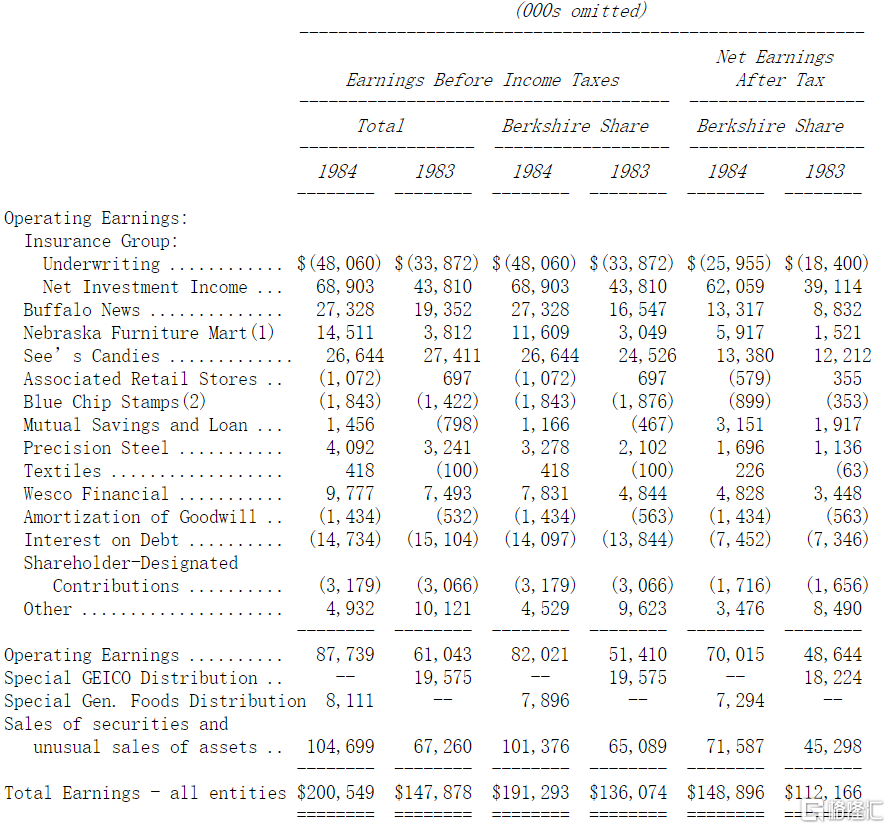 (000s omitted)
----------------------------------------------------------
Net Earnings
Earnings Before Income Taxes After Tax
-------------------------------------- ------------------
Total Berkshire Share Berkshire Share
------------------ ------------------ ------------------
1984 1983 1984 1983 1984 1983
-------- -------- -------- -------- -------- --------
Operating Earnings:
Insurance Group:
Underwriting ............ $(48,060) $(33,872) $(48,060) $(33,872) $(25,955) $(18,400)
Net Investment Income ... 68,903 43,810 68,903 43,810 62,059 39,114
Buffalo News .............. 27,328 19,352 27,328 16,547 13,317 8,832
Nebraska Furniture Mart(1) 14,511 3,812 11,609 3,049 5,917 1,521
See’s Candies ............. 26,644 27,411 26,644 24,526 13,380 12,212
Associated Retail Stores .. (1,072) 697 (1,072) 697 (579) 355
Blue Chip Stamps(2) (1,843) (1,422) (1,843) (1,876) (899) (353)
Mutual Savings and Loan ... 1,456 (798) 1,166 (467) 3,151 1,917
Precision Steel ........... 4,092 3,241 3,278 2,102 1,696 1,136
Textiles .................. 418 (100) 418 (100) 226 (63)
Wesco Financial ........... 9,777 7,493 7,831 4,844 4,828 3,448
Amortization of Goodwill .. (1,434) (532) (1,434) (563) (1,434) (563)
Interest on Debt .......... (14,734) (15,104) (14,097) (13,844) (7,452) (7,346)
Shareholder-Designated
Contributions .......... (3,179) (3,066) (3,179) (3,066) (1,716) (1,656)
Other ..................... 4,932 10,121 4,529 9,623 3,476 8,490
-------- -------- -------- -------- -------- --------
Operating Earnings .......... 87,739 61,043 82,021 51,410 70,015 48,644
Special GEICO Distribution .. -- 19,575 -- 19,575 -- 18,224
Special Gen. Foods Distribution 8,111 -- 7,896 -- 7,294 --
Sales of securities and
unusual sales of assets .. 104,699 67,260 101,376 65,089 71,587 45,298
-------- -------- -------- -------- -------- --------
Total Earnings - all entities $200,549 $147,878 $191,293 $136,074 $148,896 $112,166
======== ======== ======== ======== ======== ========
格隆汇